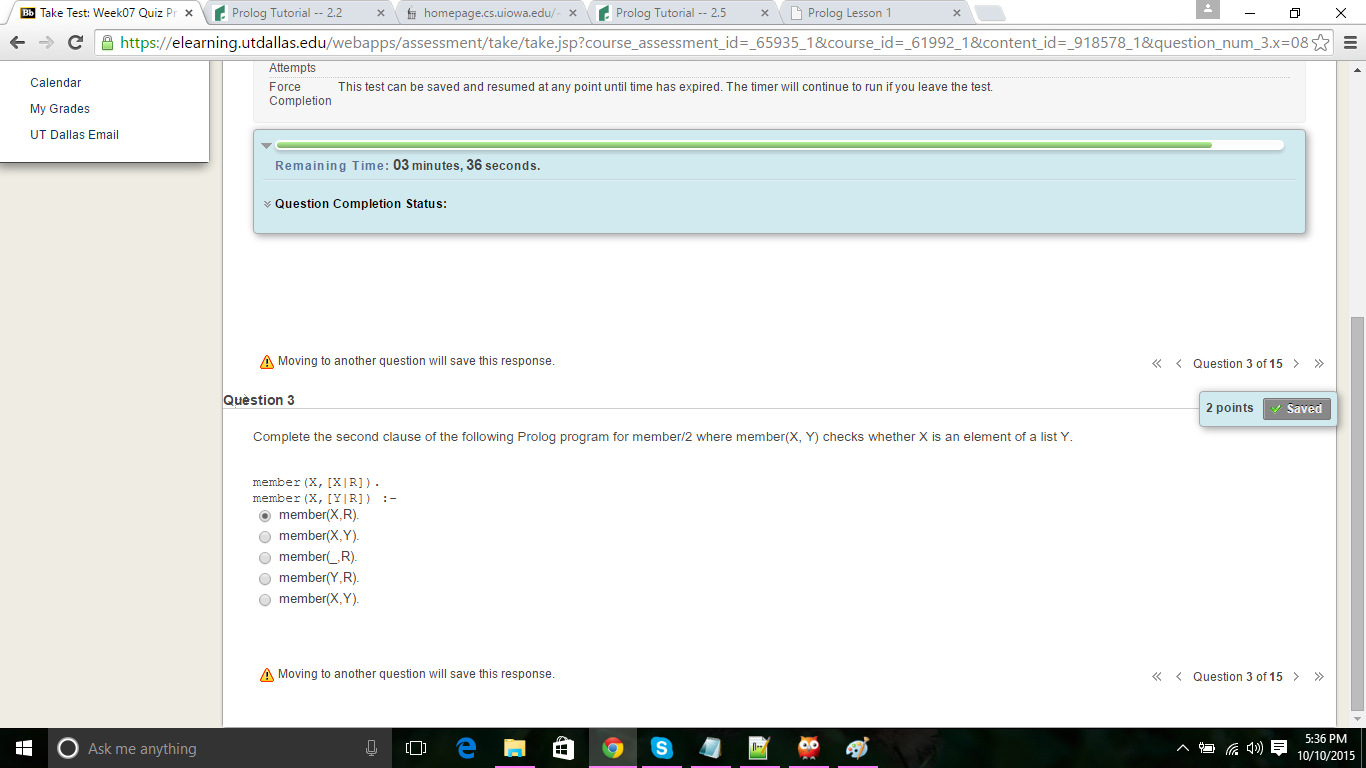 Take Test: Week07 Quiz Pr
Prolog Tutorial -- 2.2
homepage.cs.uiowa.edu/~
Prolog Tutorial -- 2.5
Prolog Lesson 1
https://elearning.utdallas.edu/webapps/assessment/take/take.jsp?course_assessment_id=_65935_1&course_id=_61992_1&content_id=_918578_1&question_num_3.x=08
Calendar
My Grades
UT Dallas Email
Attempts
Force Completion This test can be saved and resumed at any point until time has expired. The timer will continue to run if you leave the test.
Remaining Time: 03 minutes, 36 seconds.
Question Completion Status:
Moving to another question will save this response.
Question 3 of 15
Question 3
2 points
Saved
Complete the second clause of the following Prolog program for member/2 where member(X, Y) checks whether X is an element of a list Y.
member(X,[X|R]).
member(X,[Y|R]) :-
member(X,R).
member(X,Y).
member(_,R).
member(Y,R).
member(X,Y).
Moving to another question will save this response.
Question 3 of 15
Ask me anything
5:36 PM
10/10/2015